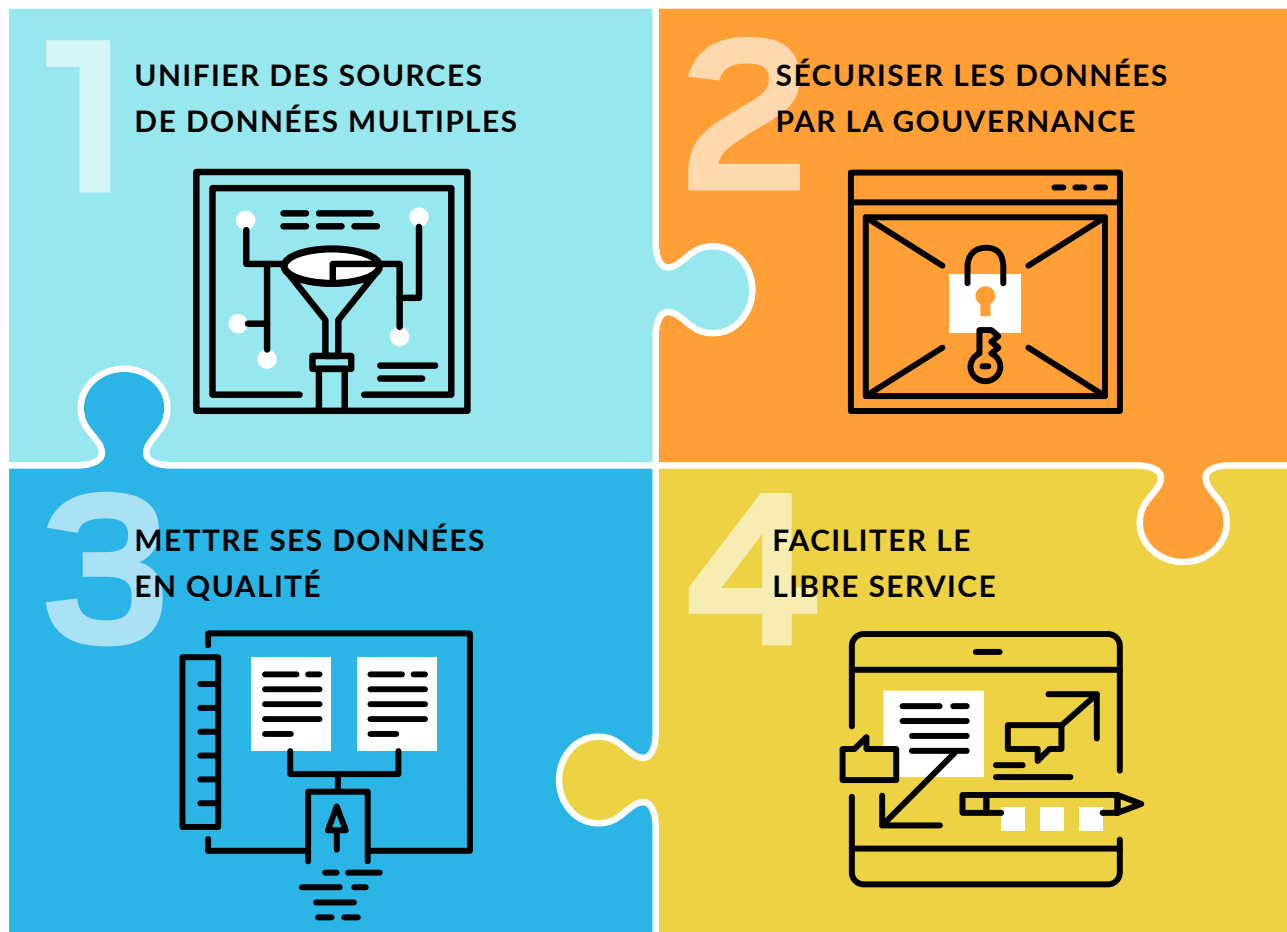 1
UNIFIER DES SOURCES
DE DONNÉES MULTIPLES
2
SÉCURISER LES DONNÉES
PAR LA GOUVERNANCE
3
METTRE SES DONNÉES
EN QUALITÉ
4
FACILITER LE
LIBRE SERVICE